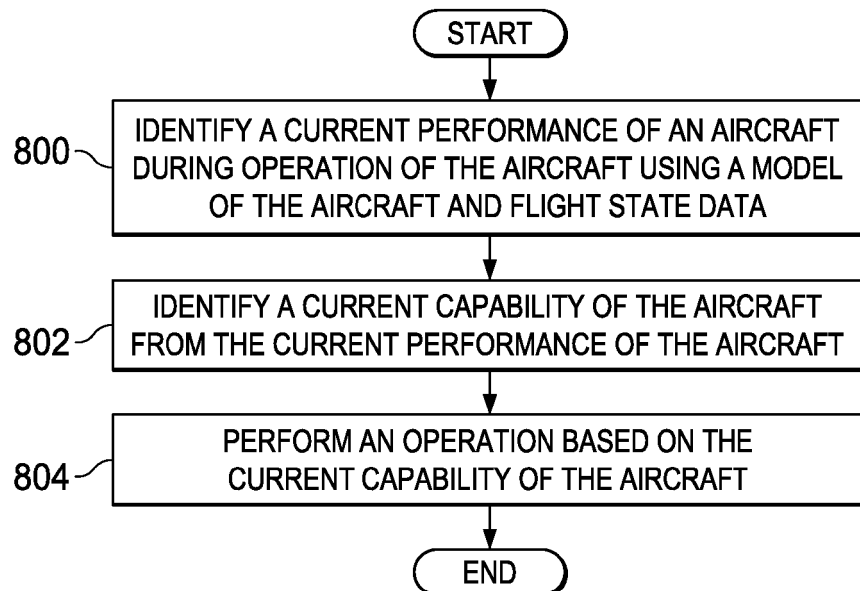 START
800
IDENTIFY A CURRENT PERFORMANCE OF AN AIRCRAFT
DURING OPERATION OF THE AIRCRAFT USING A MODEL
OF THE AIRCRAFT AND FLIGHT STATE DATA
802
IDENTIFY A CURRENT CAPABILITY OF THE AIRCRAFT
FROM THE CURRENT PERFORMANCE OF THE AIRCRAFT
804
PERFORM AN OPERATION BASED ON THE
CURRENT CAPABILITY OF THE AIRCRAFT
END